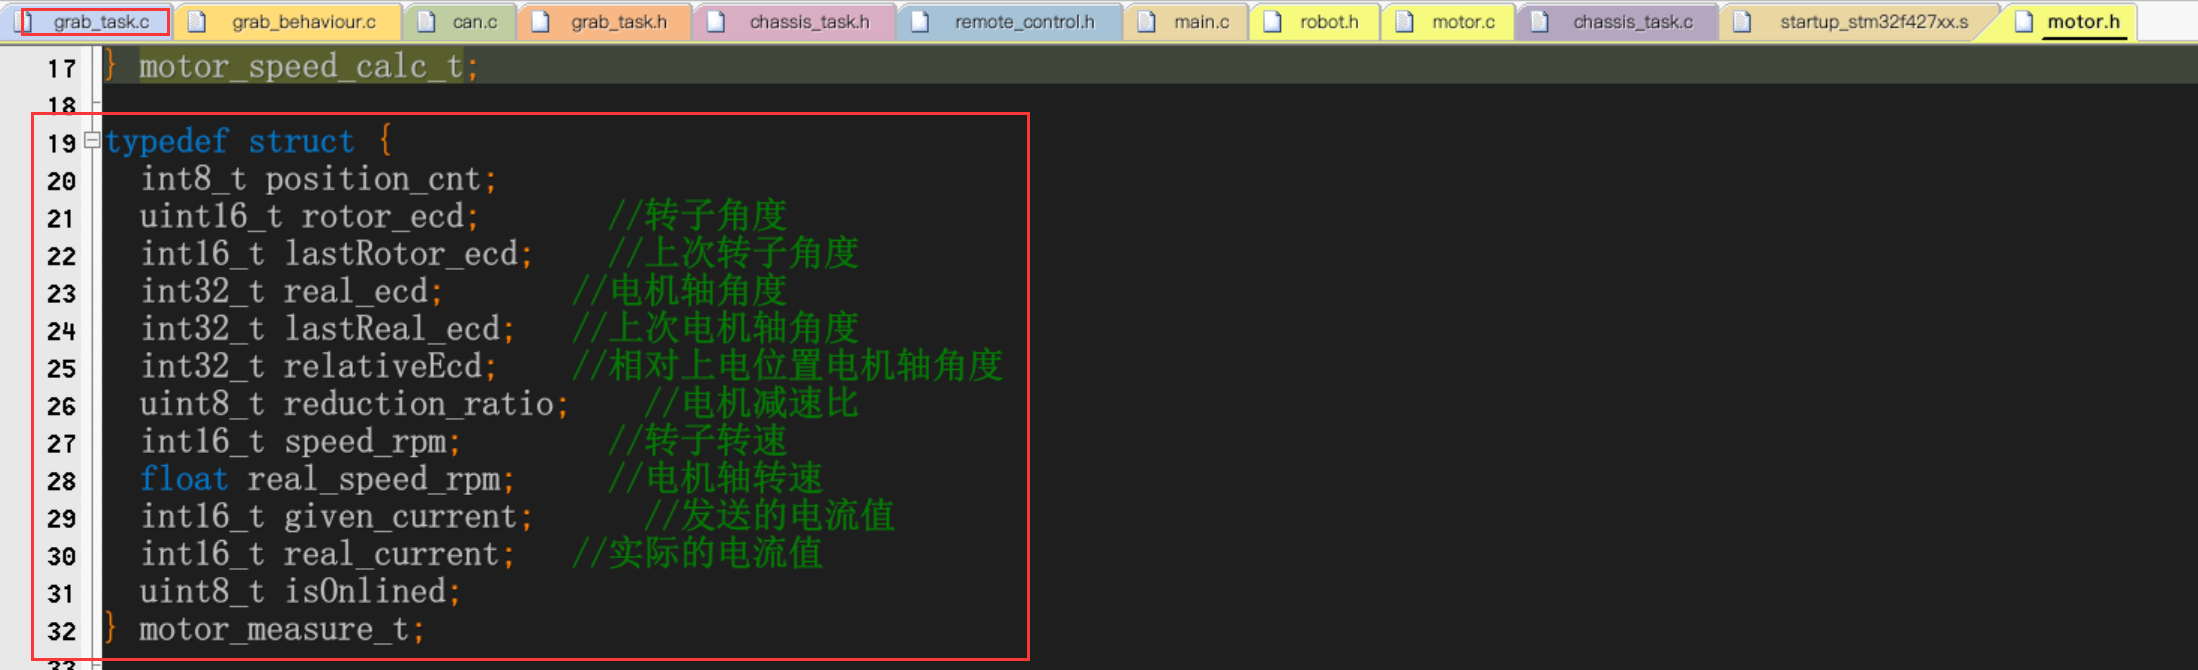 grab_task.c grab_behaviour.c can.c grab_task.h chassis_task.h remote_control.h main.c robot.h motor.c chassis_task.c startup_stm32f427xx.s motor.h
17 } motor_speed_calc_t;
18
19 typedef struct {
20 int8_t position_cnt;
21 uint16_t rotor_ecd; //转子角度
22 int16_t lastRotor_ecd; //上次转子角度
23 int32_t real_ecd; //电机轴角度
24 int32_t lastReal_ecd; //上次电机轴角度
25 int32_t relativeEcd; //相对上电位置电机轴角度
26 uint8_t reduction_ratio; //电机减速比
27 int16_t speed_rpm; //转子转速
28 float real_speed_rpm; //电机轴转速
29 int16_t given_current; //发送的电流值
30 int16_t real_current; //实际的电流值
31 uint8_t isOnlined;
32 } motor_measure_t;
33